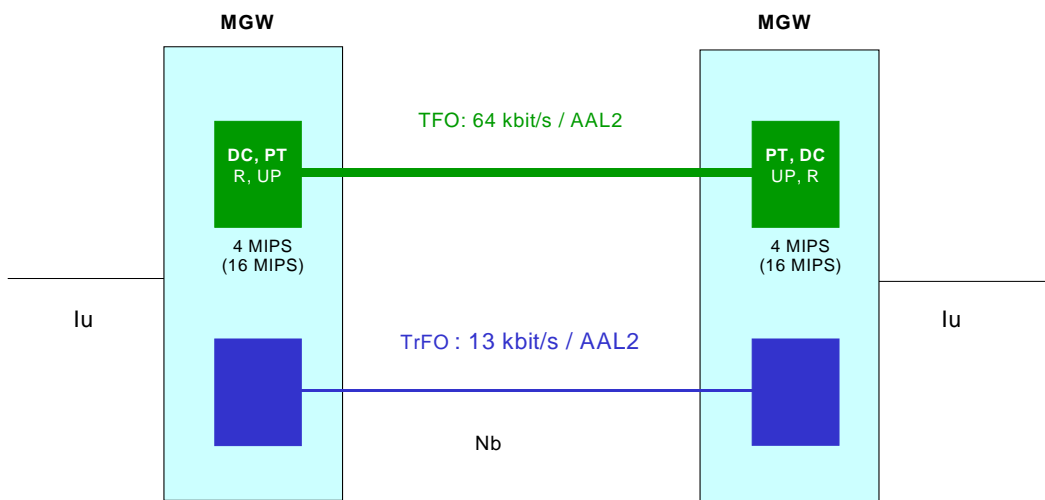 MGW
MGW
TFO: 64 kbit/s / AAL2
DC, PT
R, UP
PT, DC
UP, R
4 MIPS
(16 MIPS)
4 MIPS
(16 MIPS)
Iu
Iu
TrFO : 13 kbit/s / AAL2
Nb